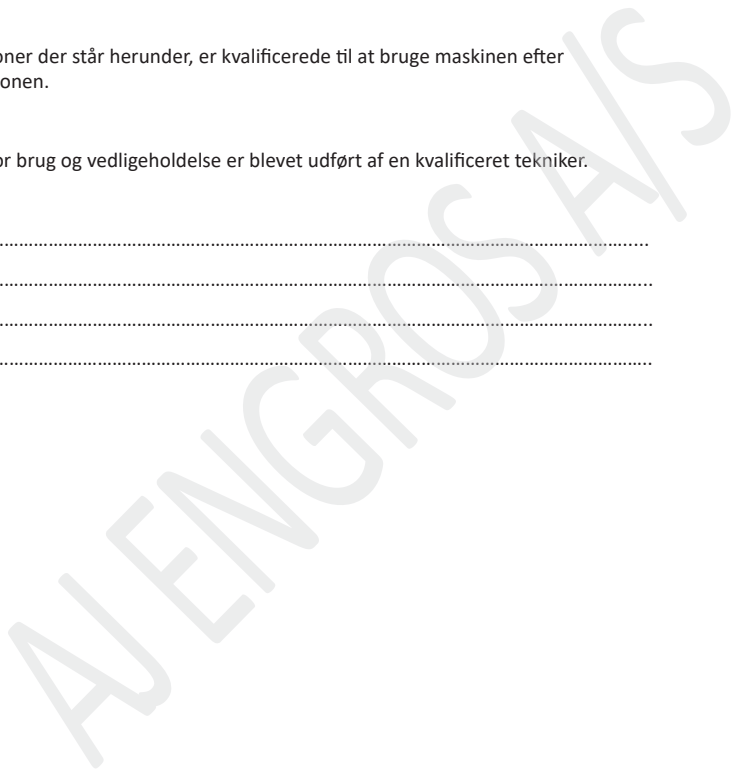 oner der står herunder, er kvalificerede til at bruge maskinen efter
onen.
or brug og vedligeholdelse er blevet udført af en kvalificeret tekniker.
AJ ENGROS A/S